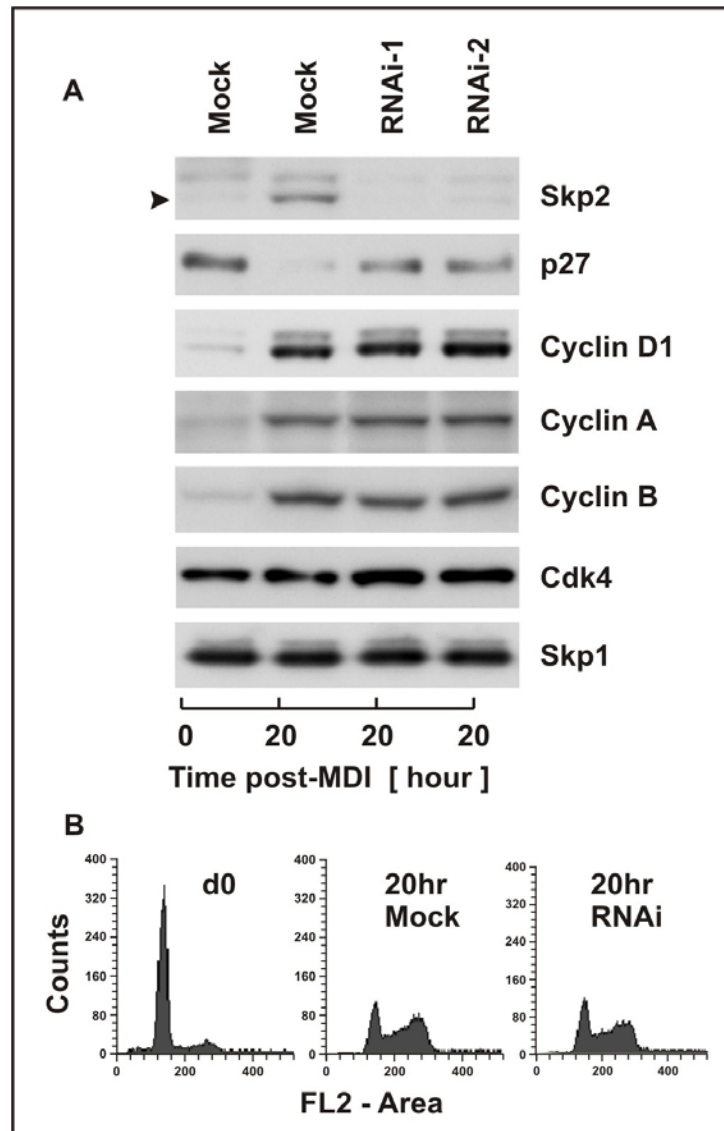 A
Mock
Mock
RNAi-1
RNAi-2
Skp2
p27
Cyclin D1
Cyclin A
Cyclin B
Cdk4
Skp1
0 20 20 20
Time post-MDI [ hour ]
B
Counts
400
320
240
160
80
0
d0
0 200 400
400
320
240
160
80
0
20hr
Mock
0 200 400
400
320
240
160
80
0
20hr
RNAi
0 200 400
FL2 - Area